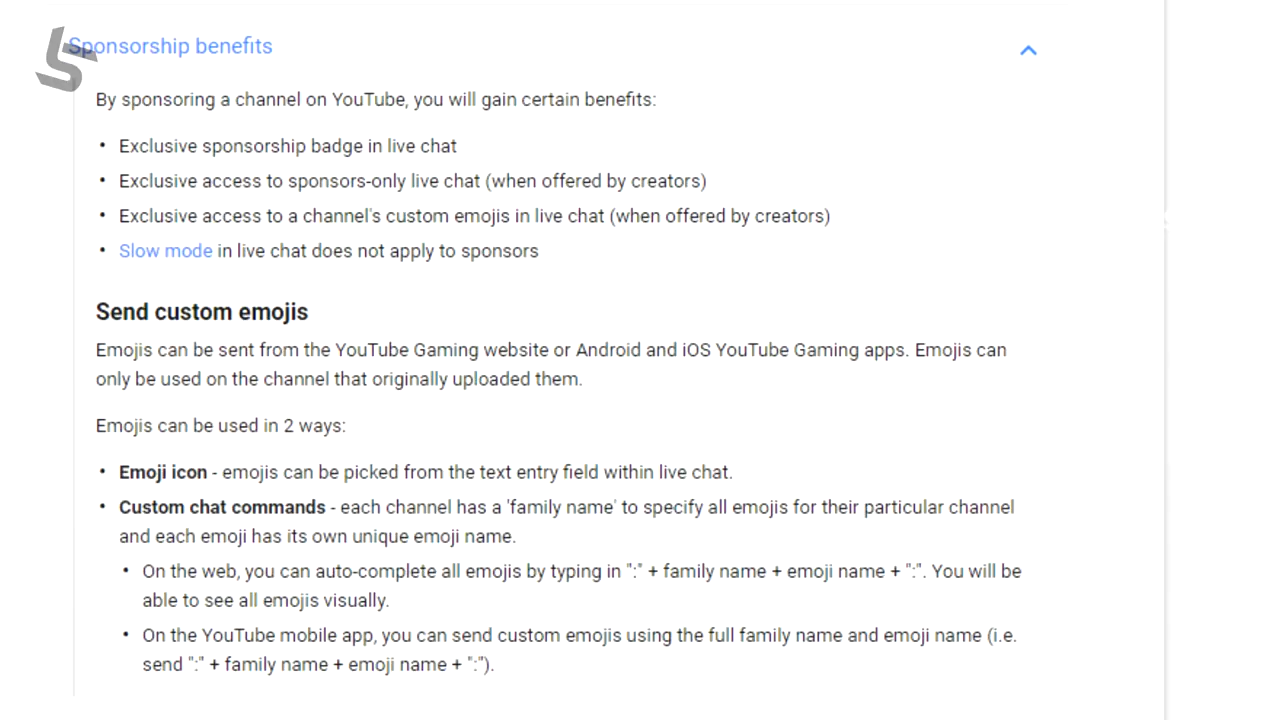 Sponsorship benefits
By sponsoring a channel on YouTube, you will gain certain benefits:
• Exclusive sponsorship badge in live chat
• Exclusive access to sponsors-only live chat (when offered by creators)
• Exclusive access to a channel's custom emojis in live chat (when offered by creators)
• Slow mode in live chat does not apply to sponsors
Send custom emojis
Emojis can be sent from the YouTube Gaming website or Android and iOS YouTube Gaming apps. Emojis can
only be used on the channel that originally uploaded them.
Emojis can be used in 2 ways:
• Emoji icon - emojis can be picked from the text entry field within live chat.
• Custom chat commands - each channel has a 'family name' to specify all emojis for their particular channel
and each emoji has its own unique emoji name.
• On the web, you can auto-complete all emojis by typing in ":" + family name + emoji name + ":". You will be
able to see all emojis visually.
• On the YouTube mobile app, you can send custom emojis using the full family name and emoji name (i.e.
send ":" + family name + emoji name + ":").